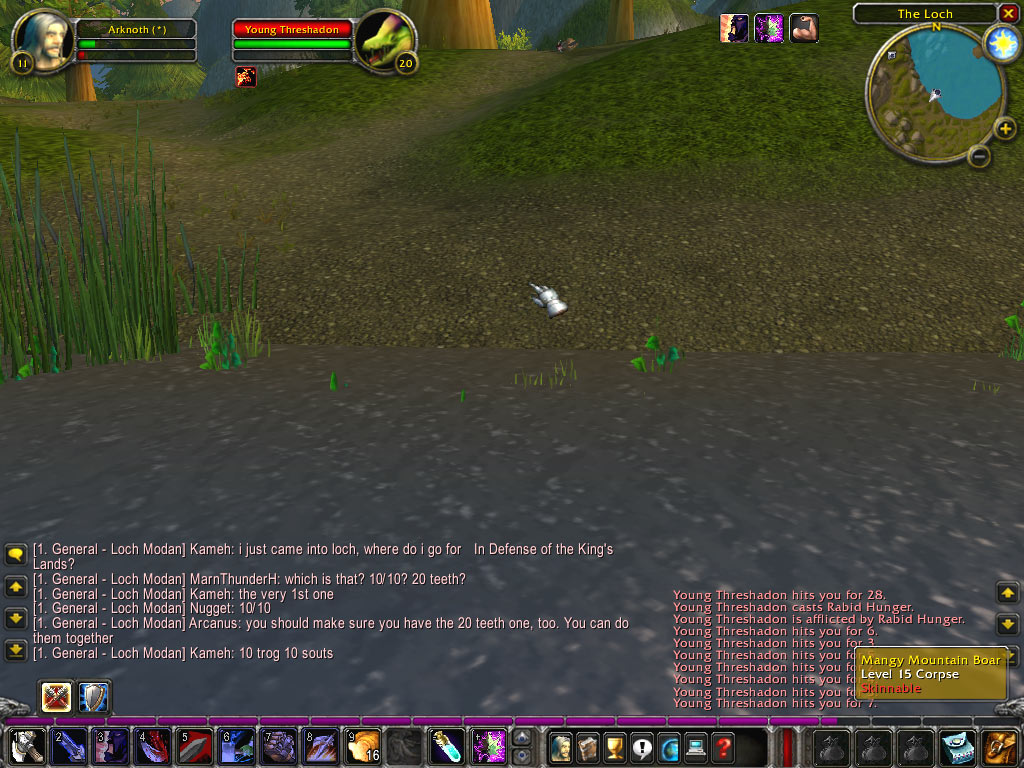 Arknoth (*)
11
Young Threshadon
20
The Loch
N
[1. General - Loch Modan] Kameh: i just came into loch, where do i go for In Defense of the King's
Lands?
[1. General - Loch Modan] MarnThunderH: which is that? 10/10? 20 teeth?
[1. General - Loch Modan] Kameh: the very 1st one
[1. General - Loch Modan] Nugget: 10/10
[1. General - Loch Modan] Arcanus: you should make sure you have the 20 teeth one, too. You can do
them together
[1. General - Loch Modan] Kameh: 10 trog 10 souts
Young Threshadon hits you for 28.
Young Threshadon casts Rabid Hunger.
Young Threshadon is afflicted by Rabid Hunger.
Young Threshadon hits you for 6.
Young Threshadon hits you for 3.
Young Threshadon hits you
Young Threshadon hits you
Young Threshadon hits you
Young Threshadon hits you
Young Threshadon hits you for 7.
Mangy Mountain Boar
Level 15 Corpse
Skinnable
1 2 3 4 5 6 7 8 9 16